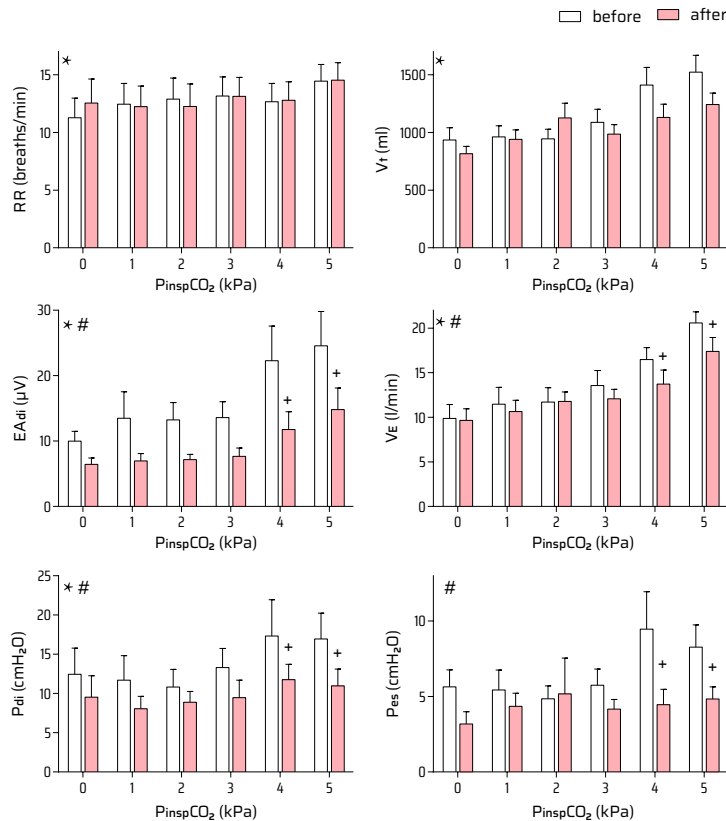 before after
*
RR (breaths/min)
15
10
5
0
0 1 2 3 4 5
PinspCO₂ (kPa)
*
Vt (ml)
1500
1000
500
0
0 1 2 3 4 5
PinspCO₂ (kPa)
* #
EAdi (µV)
30
20
10
0
+ +
0 1 2 3 4 5
PinspCO₂ (kPa)
* #
VE (l/min)
20
15
10
5
0
+ +
0 1 2 3 4 5
PinspCO₂ (kPa)
* #
Pdi (cmH₂O)
25
20
15
10
5
0
+ +
0 1 2 3 4 5
PinspCO₂ (kPa)
#
Pes (cmH₂O)
10
5
0
+ +
0 1 2 3 4 5
PinspCO₂ (kPa)